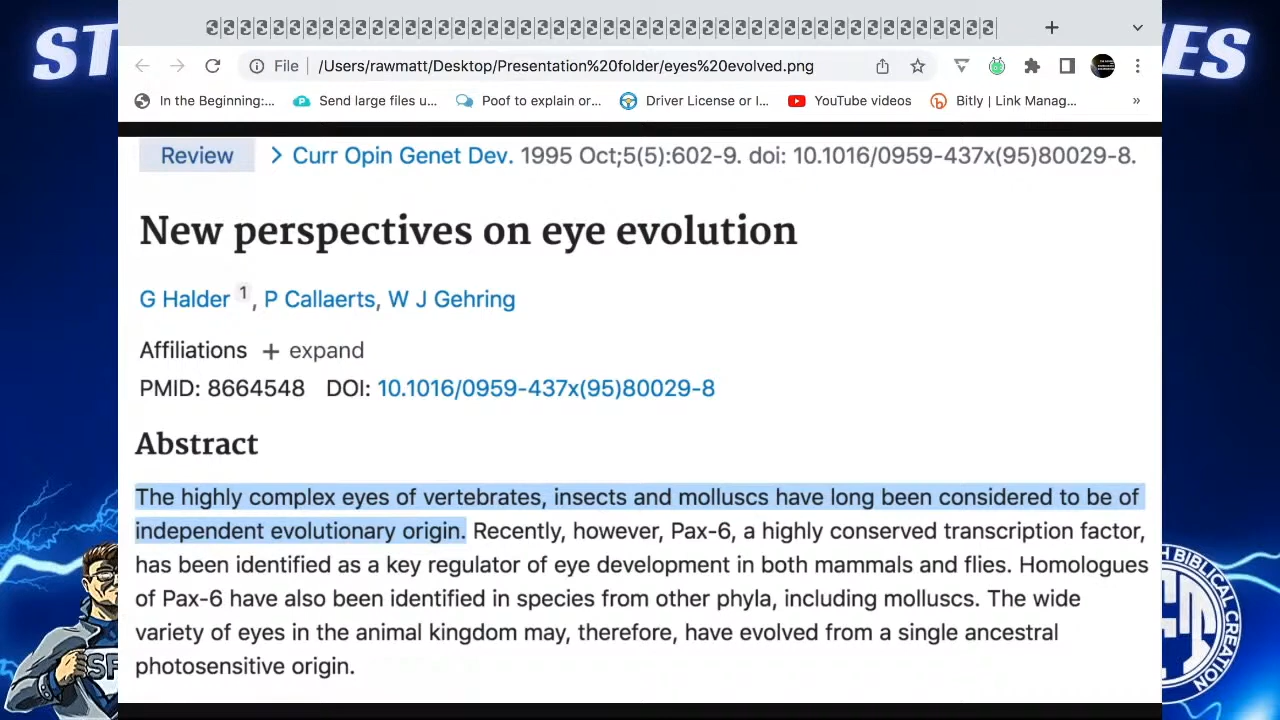 ST
IES
File
/Users/rawmatt/Desktop/Presentation%20folder/eyes%20evolved.png
In the Beginning:...
Send large files u...
Poof to explain or...
Driver License or I...
YouTube videos
Bitly | Link Manag...
»
Review
Curr Opin Genet Dev. 1995 Oct;5(5):602-9. doi: 10.1016/0959-437x(95)80029-8.
New perspectives on eye evolution
G Halder 1, P Callaerts, W J Gehring
Affiliations + expand
PMID: 8664548 DOI: 10.1016/0959-437x(95)80029-8
Abstract
The highly complex eyes of vertebrates, insects and molluscs have long been considered to be of
independent evolutionary origin. Recently, however, Pax-6, a highly conserved transcription factor,
has been identified as a key regulator of eye development in both mammals and flies. Homologues
of Pax-6 have also been identified in species from other phyla, including molluscs. The wide
variety of eyes in the animal kingdom may, therefore, have evolved from a single ancestral
photosensitive origin.
SF
H BIBLICAL CREATION